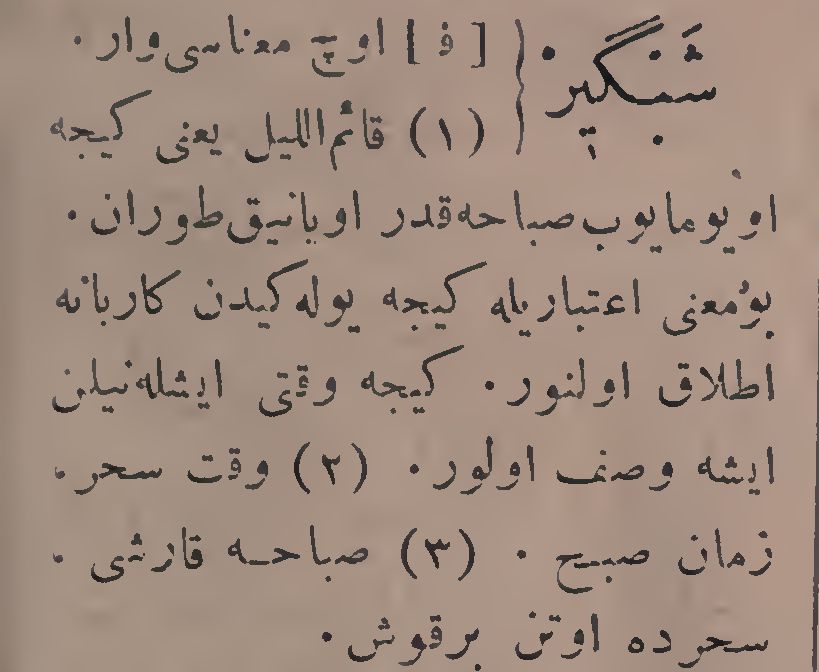 شَبْگیر { [ ف ] اوچ معناسی وار .
(۱) قائم‌اللیل یعنی کیجه
اویومایوب صباحه قدر اویانیق طوران .
بومعنی اعتباریله کیجه یوله کیدن کاربانه
اطلاق اولنور . کیجه وقتی ایشله‌نیلن
ایشه وصف اولور . (۲) وقت سحر ،
زمان صبح . (۳) صباحه قارشی ،
سحرده اوتن برقوش .